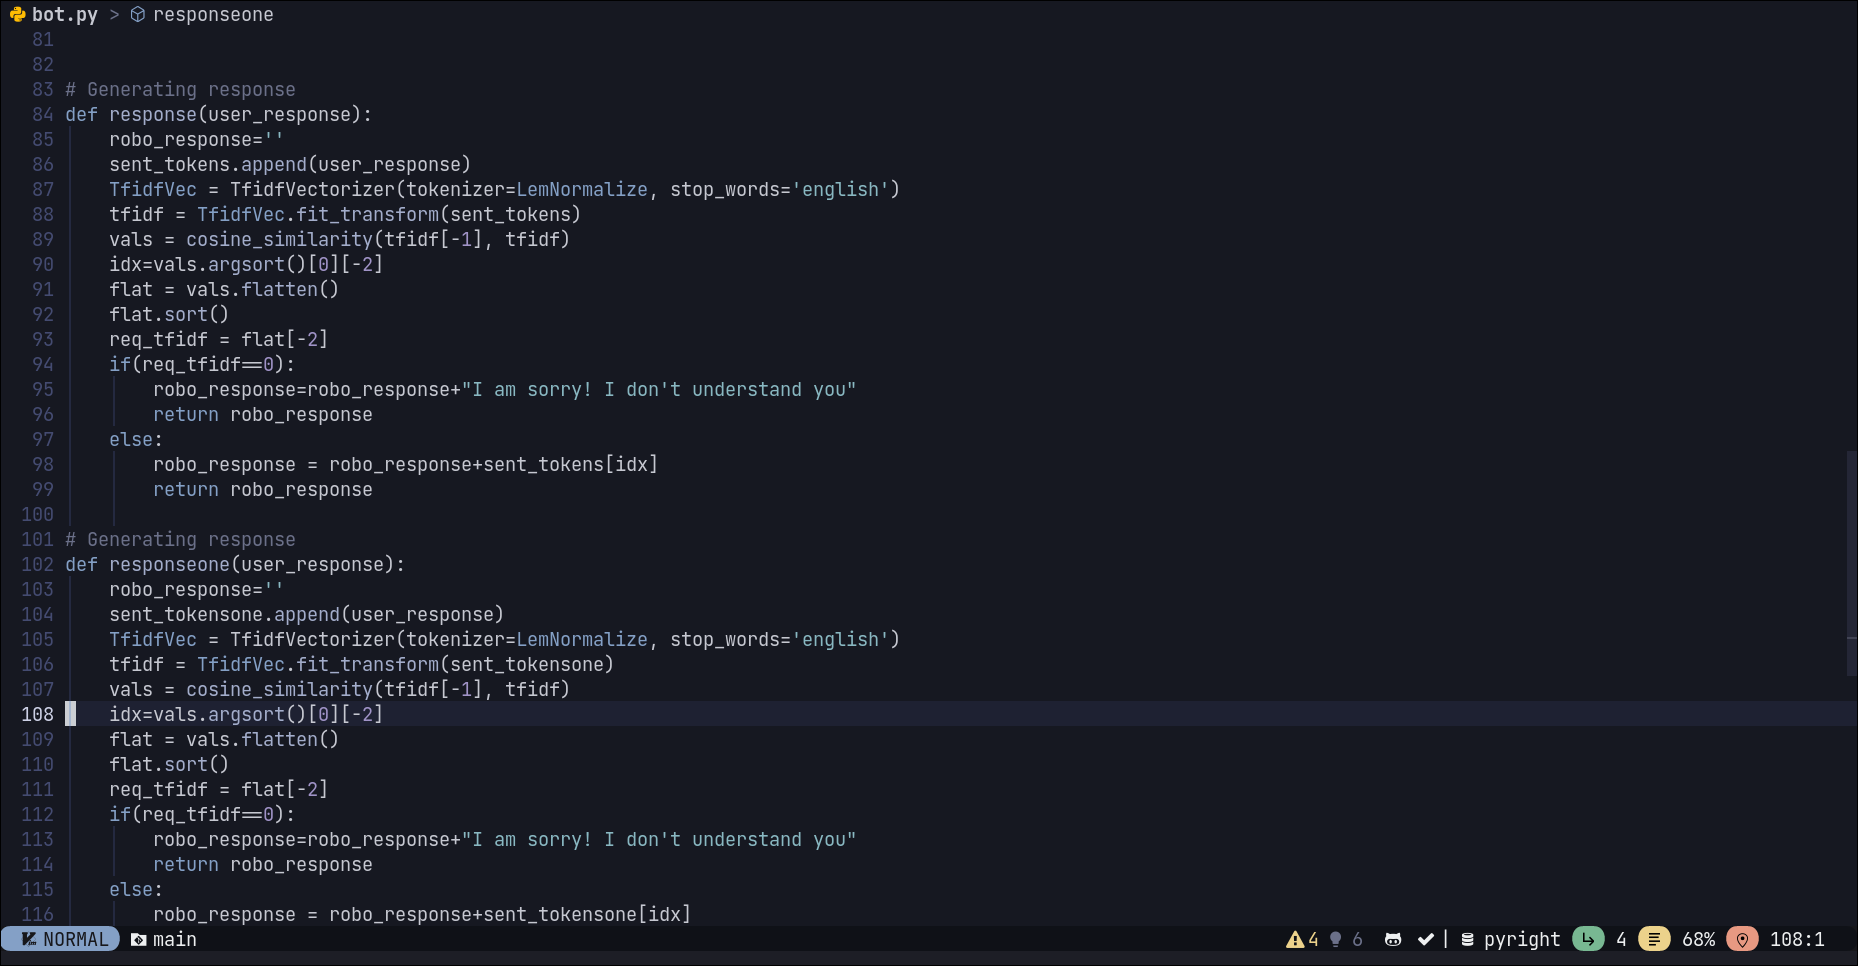 bot.py > responseone
81
82
83 # Generating response
84 def response(user_response):
85     robo_response=''
86     sent_tokens.append(user_response)
87     TfidfVec = TfidfVectorizer(tokenizer=LemNormalize, stop_words='english')
88     tfidf = TfidfVec.fit_transform(sent_tokens)
89     vals = cosine_similarity(tfidf[-1], tfidf)
90     idx=vals.argsort()[0][-2]
91     flat = vals.flatten()
92     flat.sort()
93     req_tfidf = flat[-2]
94     if(req_tfidf==0):
95         robo_response=robo_response+"I am sorry! I don't understand you"
96         return robo_response
97     else:
98         robo_response = robo_response+sent_tokens[idx]
99         return robo_response
100
101 # Generating response
102 def responseone(user_response):
103     robo_response=''
104     sent_tokensone.append(user_response)
105     TfidfVec = TfidfVectorizer(tokenizer=LemNormalize, stop_words='english')
106     tfidf = TfidfVec.fit_transform(sent_tokensone)
107     vals = cosine_similarity(tfidf[-1], tfidf)
108     idx=vals.argsort()[0][-2]
109     flat = vals.flatten()
110     flat.sort()
111     req_tfidf = flat[-2]
112     if(req_tfidf==0):
113         robo_response=robo_response+"I am sorry! I don't understand you"
114         return robo_response
115     else:
116         robo_response = robo_response+sent_tokensone[idx]
NORMAL main 4 6 | pyright 4 68% 108:1